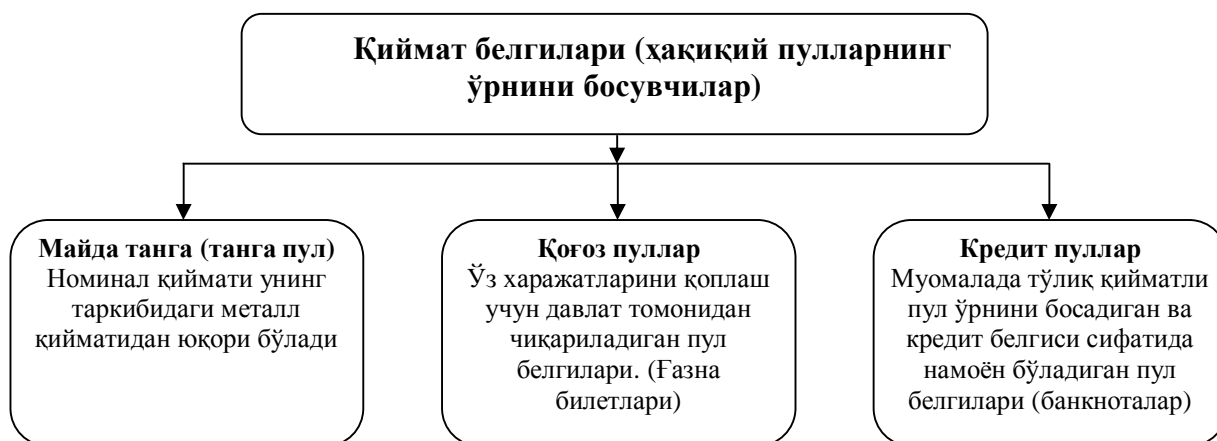 Қиймат белгилари (ҳақиқий пулларнинг
ўрнини босувчилар)
Майда танга (танга пул)
Номинал қиймати унинг
таркибидаги металл
қийматидан юқори бўлади
Қоғоз пуллар
Ўз харажатларини қоплаш
учун давлат томонидан
чиқариладиган пул
белгилари. (Ғазна
билетлари)
Кредит пуллар
Муомалада тўлиқ қийматли
пул ўрнини босадиган ва
кредит белгиси сифатида
намоён бўладиган пул
белгилари (банкноталар)